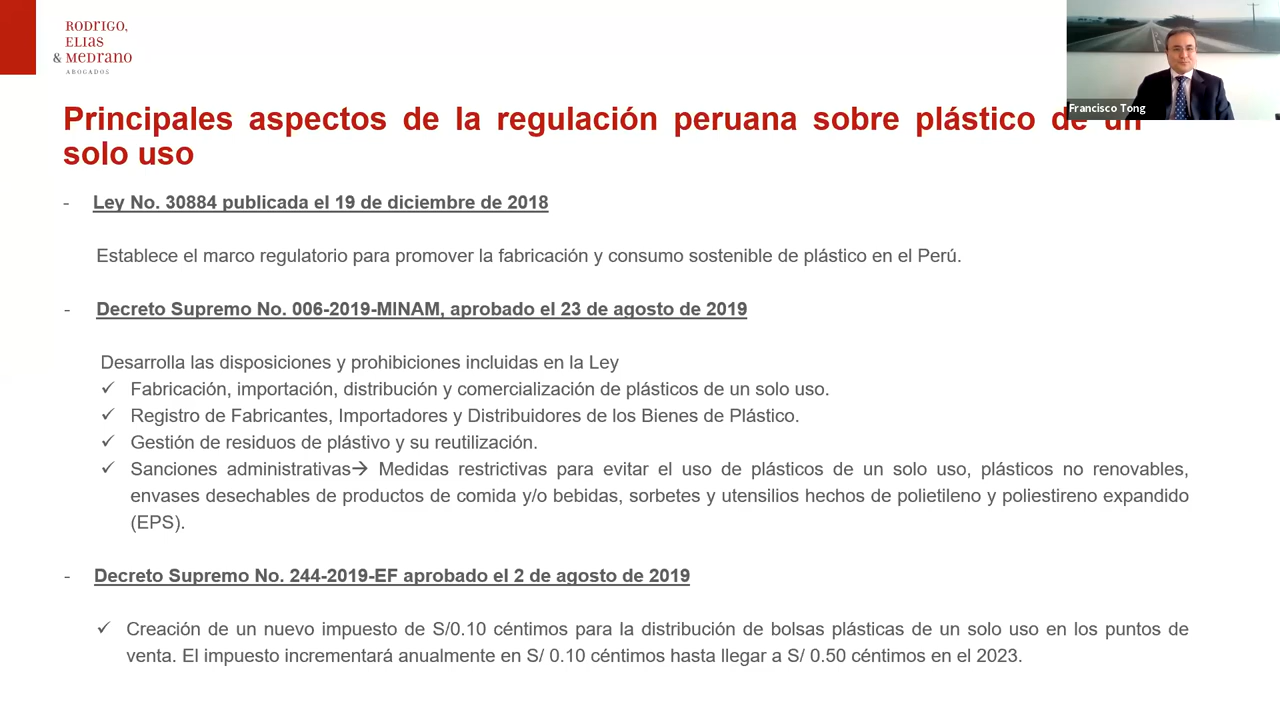 RODRIGO,
ELIAS
& MEDRANO
ABOGADOS
Francisco Tong
Principales aspectos de la regulación peruana sobre plástico de un
solo uso
- Ley No. 30884 publicada el 19 de diciembre de 2018
Establece el marco regulatorio para promover la fabricación y consumo sostenible de plástico en el Perú.
- Decreto Supremo No. 006-2019-MINAM, aprobado el 23 de agosto de 2019
Desarrolla las disposiciones y prohibiciones incluidas en la Ley
✓ Fabricación, importación, distribución y comercialización de plásticos de un solo uso.
✓ Registro de Fabricantes, Importadores y Distribuidores de los Bienes de Plástico.
✓ Gestión de residuos de plástivo y su reutilización.
✓ Sanciones administrativas→ Medidas restrictivas para evitar el uso de plásticos de un solo uso, plásticos no renovables,
envases desechables de productos de comida y/o bebidas, sorbetes y utensilios hechos de polietileno y poliestireno expandido
(EPS).
- Decreto Supremo No. 244-2019-EF aprobado el 2 de agosto de 2019
✓ Creación de un nuevo impuesto de S/0.10 céntimos para la distribución de bolsas plásticas de un solo uso en los puntos de
venta. El impuesto incrementará anualmente en S/ 0.10 céntimos hasta llegar a S/ 0.50 céntimos en el 2023.